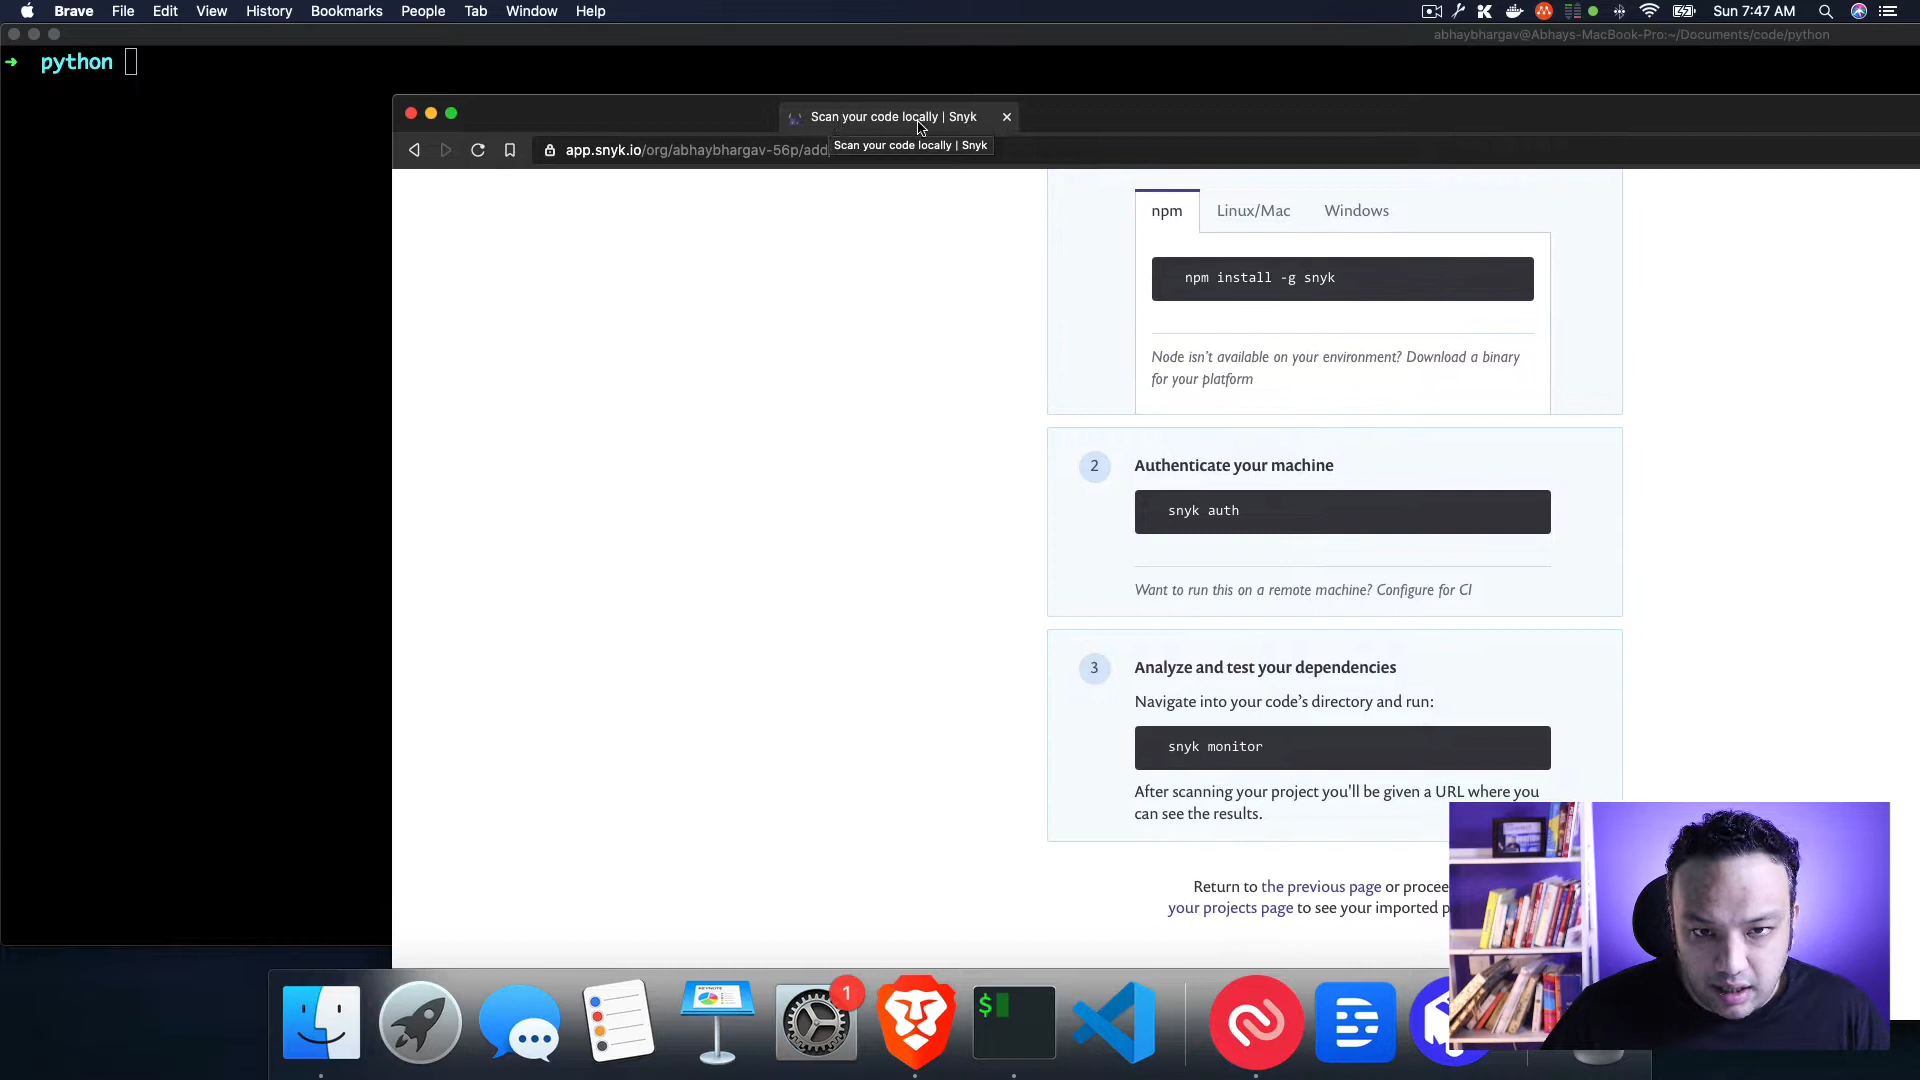 Brave File Edit View History Bookmarks People Tab Window Help Sun 7:47 AM
abhaybhargav@Abhays-MacBook-Pro:~/Documents/code/python
➜ python
Scan your code locally | Snyk
Scan your code locally | Snyk
app.snyk.io/org/abhaybhargav-56p/add
npm Linux/Mac Windows
npm install -g snyk
Node isn't available on your environment? Download a binary
for your platform
2 Authenticate your machine
snyk auth
Want to run this on a remote machine? Configure for CI
3 Analyze and test your dependencies
Navigate into your code’s directory and run:
snyk monitor
After scanning your project you'll be given a URL where you
can see the results.
Return to the previous page or procee
your projects page to see your imported p
KEYNOTE
1
$